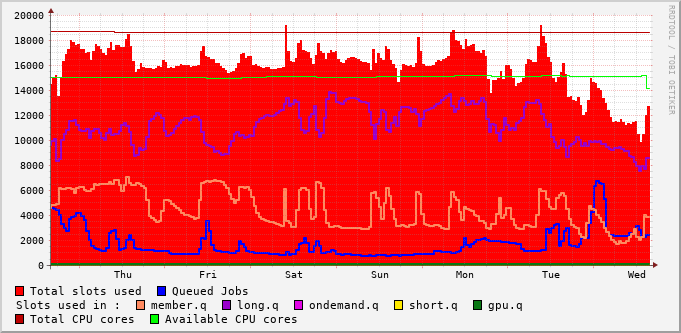 20000
18000
16000
14000
12000
10000
8000
6000
4000
2000
0
Thu Fri Sat Sun Mon Tue Wed
RRDTOOL / TOBI OETIKER
Total slots used Queued Jobs
Slots used in : member.q long.q ondemand.q short.q gpu.q
Total CPU cores Available CPU cores